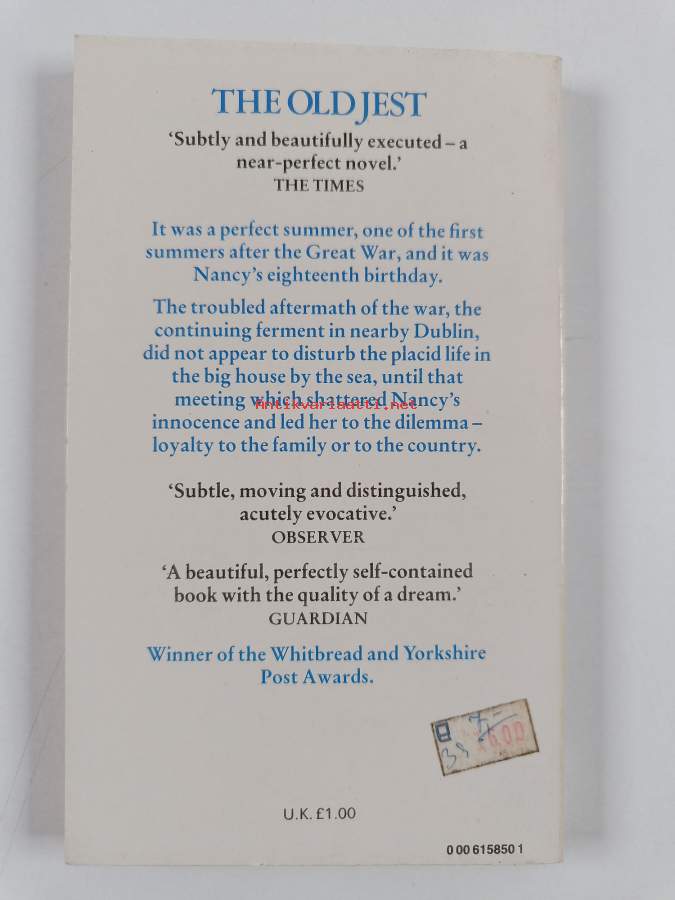 THE OLD JEST
‘Subtly and beautifully executed – a
near-perfect novel.’
THE TIMES
It was a perfect summer, one of the first
summers after the Great War, and it was
Nancy’s eighteenth birthday.
The troubled aftermath of the war, the
continuing ferment in nearby Dublin,
did not appear to disturb the placid life in
the big house by the sea, until that
meeting which shattered Nancy’s
Antikvariaatti.net
innocence and led her to the dilemma –
loyalty to the family or to the country.
‘Subtle, moving and distinguished,
acutely evocative.’
OBSERVER
‘A beautiful, perfectly self-contained
book with the quality of a dream.’
GUARDIAN
Winner of the Whitbread and Yorkshire
Post Awards.
6.00
U.K. £1.00
0 00 615850 1